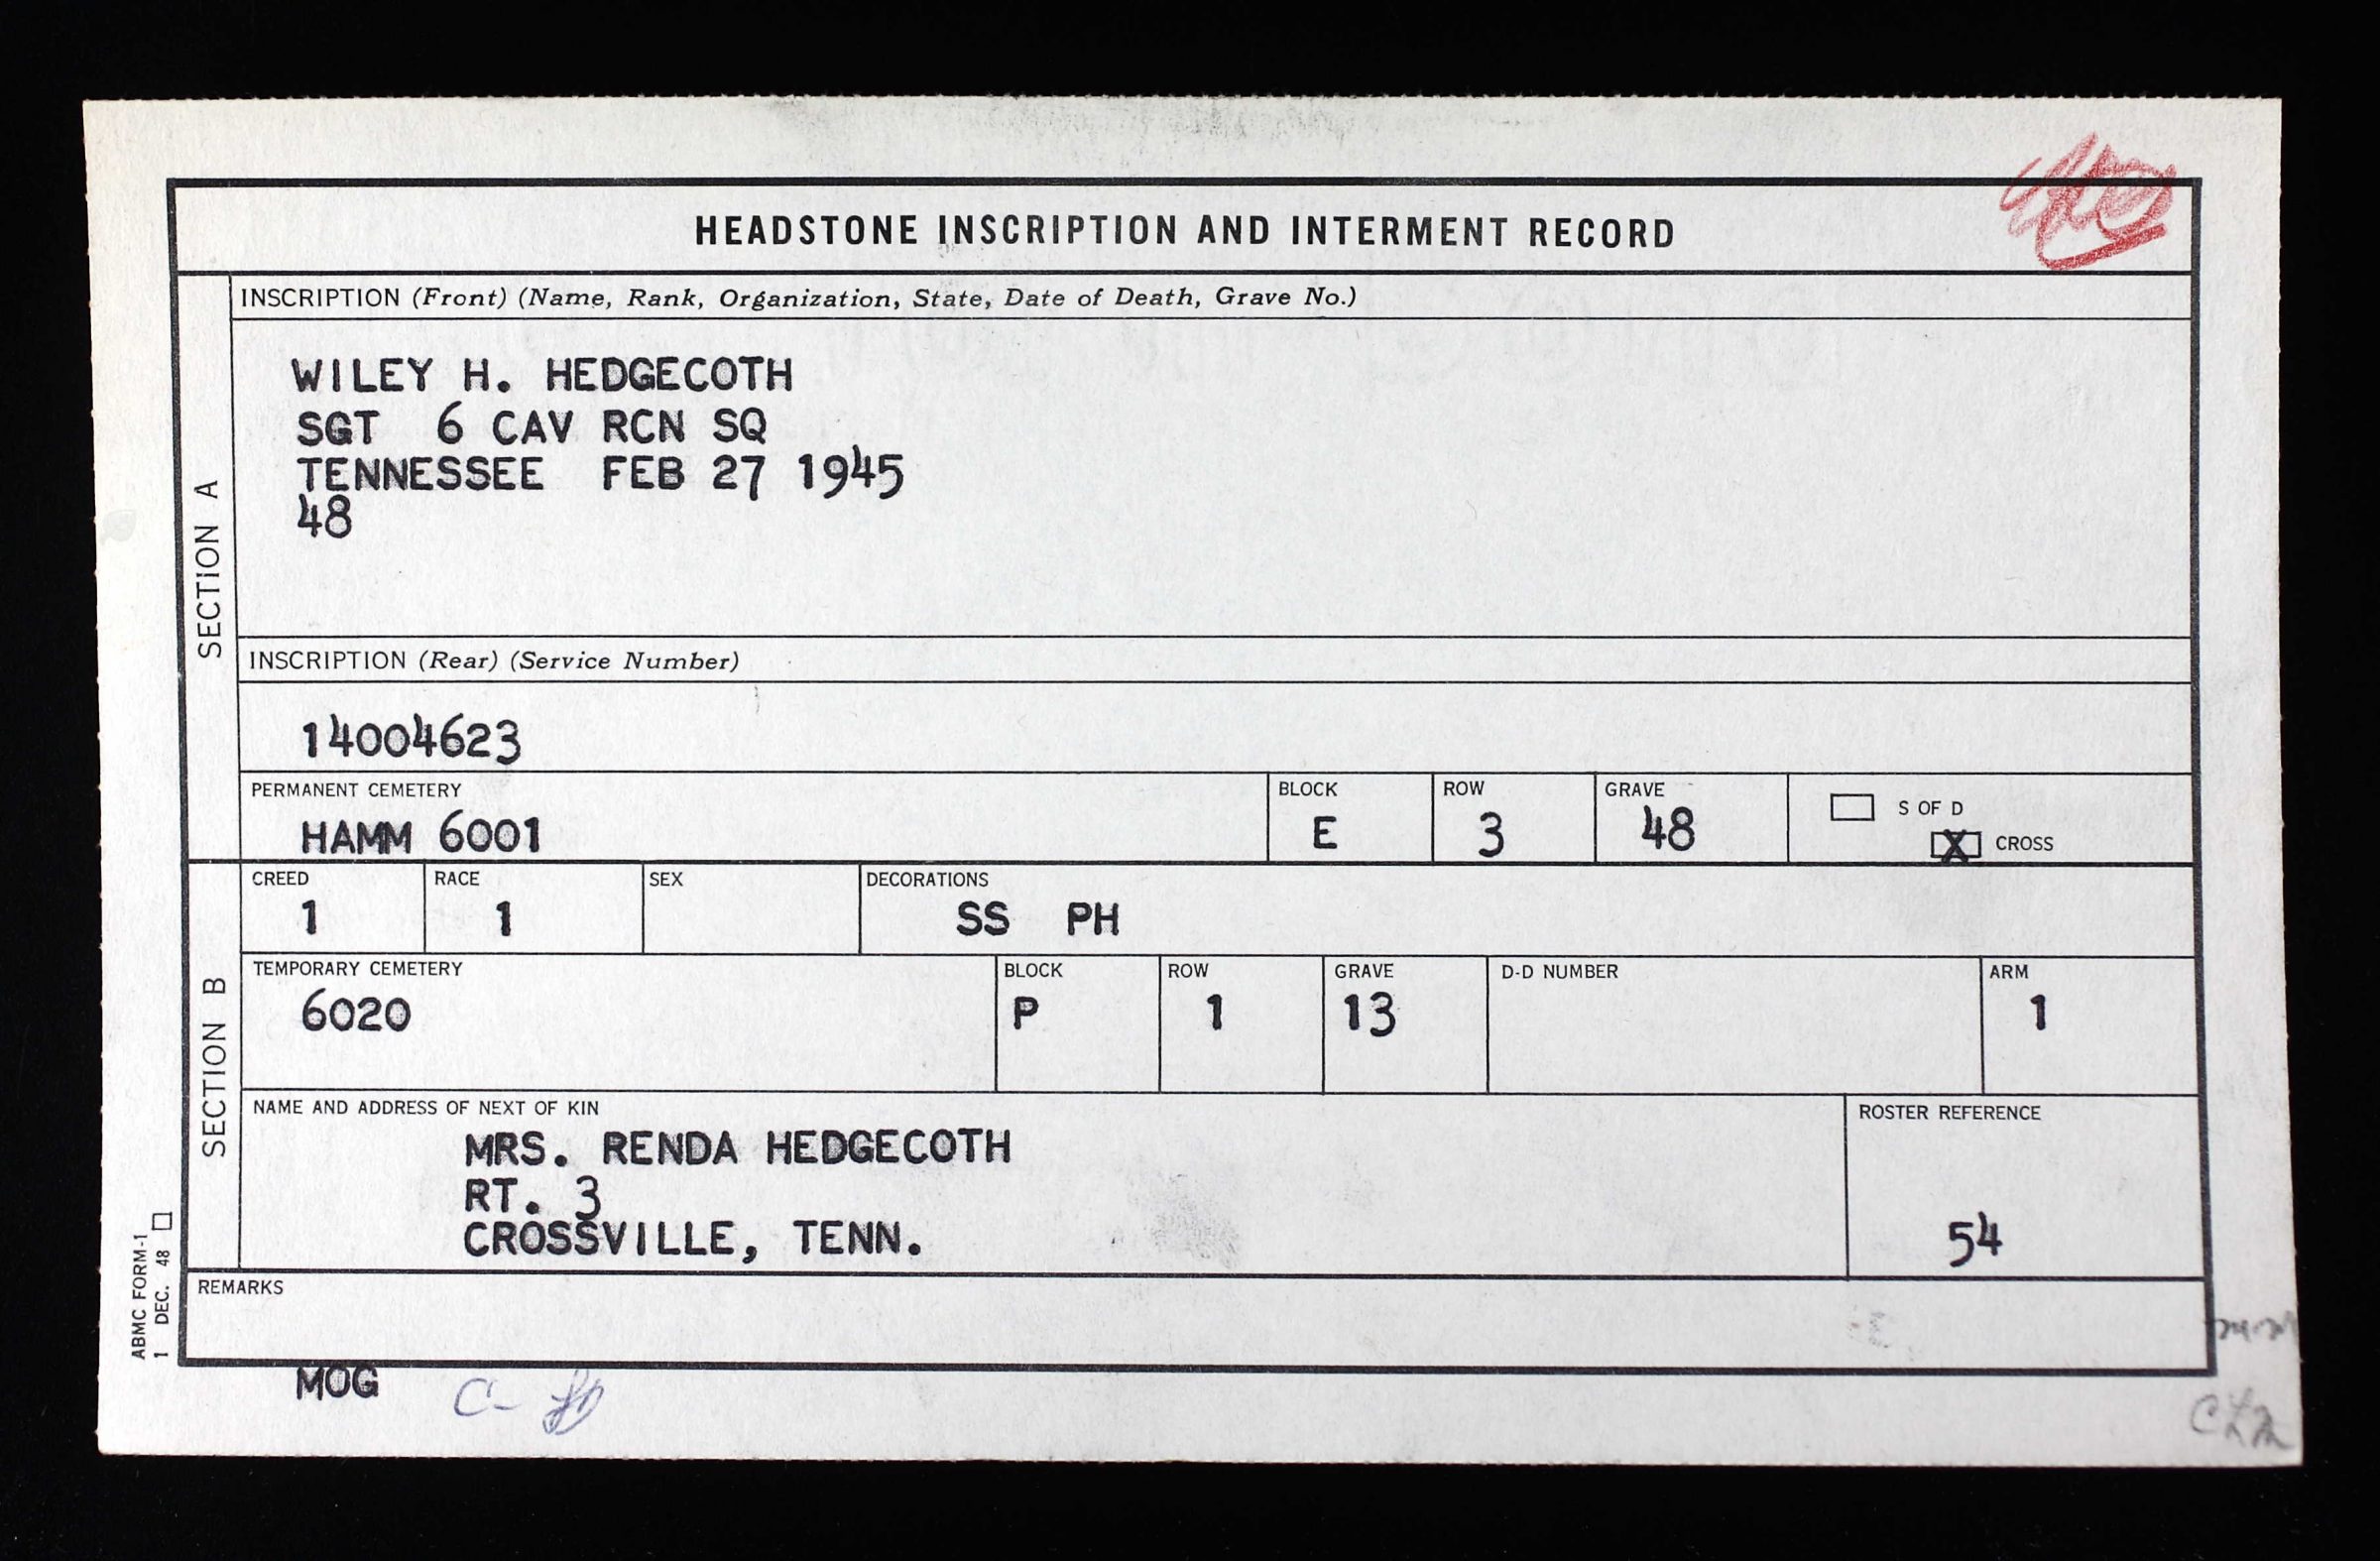 HEADSTONE INSCRIPTION AND INTERMENT RECORD
SECTION A
INSCRIPTION (Front) (Name, Rank, Organization, State, Date of Death, Grave No.)
WILEY H. HEDGECOTH
SGT 6 CAV RCN SQ
TENNESSEE FEB 27 1945
48
INSCRIPTION (Rear) (Service Number)
14004623
PERMANENT CEMETERY BLOCK ROW GRAVE S OF D
HAMM 6001 E 3 48 X CROSS
SECTION B
CREED RACE SEX DECORATIONS
1 1 SS PH
TEMPORARY CEMETERY BLOCK ROW GRAVE D-D NUMBER ARM
6020 P 1 13 1
NAME AND ADDRESS OF NEXT OF KIN ROSTER REFERENCE
MRS. RENDA HEDGECOTH
RT. 3
CROSSVILLE, TENN. 54
REMARKS
ABMC FORM-1
1 DEC. 48
MOG